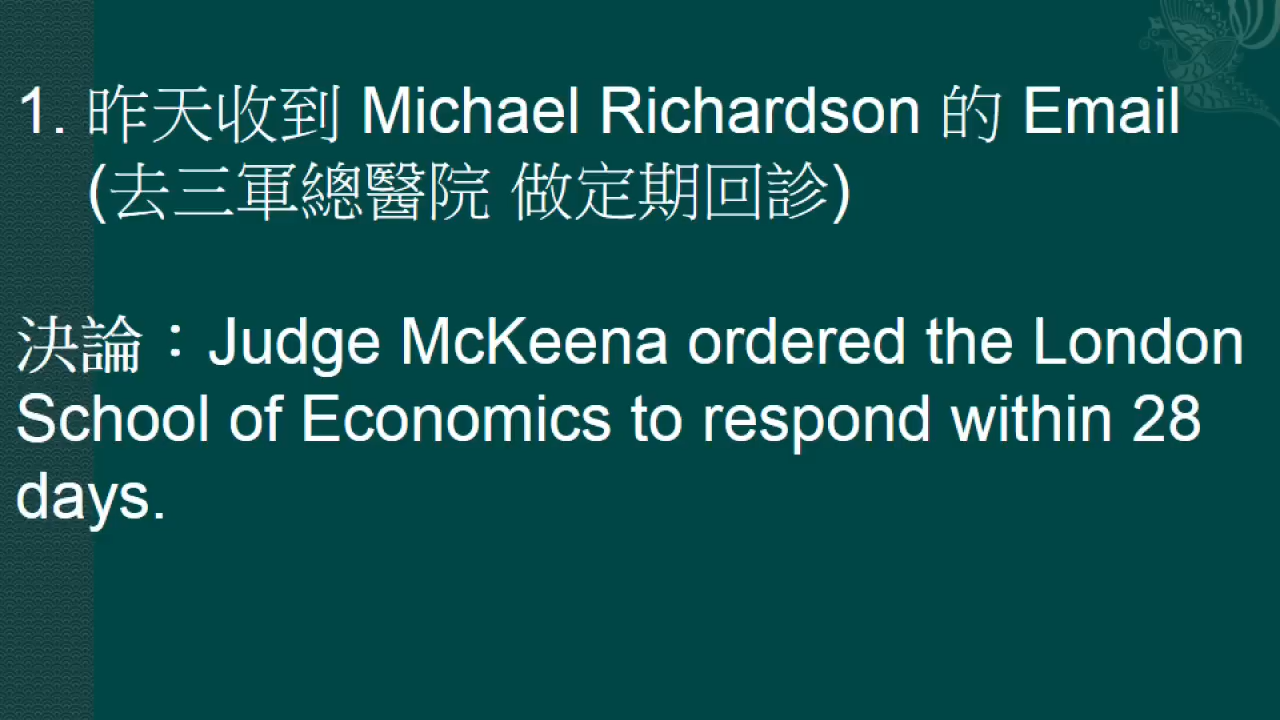 1. 昨天收到 Michael Richardson 的 Email
(去三軍總醫院 做定期回診)
決論：Judge McKeena ordered the London
School of Economics to respond within 28
days.